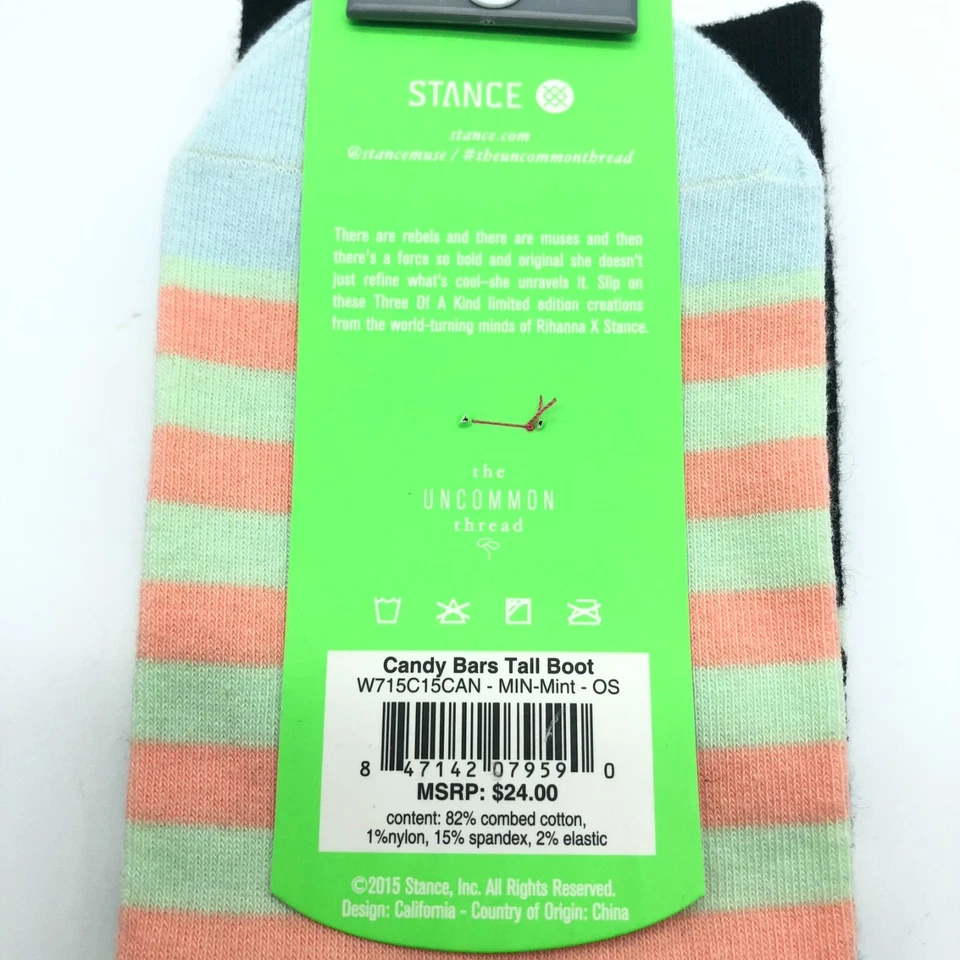 STANCE
stance.com
@stancemuse / #theuncommonthread
There are rebels and there are muses and then
there's a force so bold and original she doesn't
just refine what's cool–she unravels it. Slip on
these Three Of A Kind limited edition creations
from the world-turning minds of Rihanna X Stance.
the
UNCOMMON
thread
Candy Bars Tall Boot
W715C15CAN - MIN-Mint - OS
8 47142 07959 0
MSRP: $24.00
content: 82% combed cotton,
1%nylon, 15% spandex, 2% elastic
©2015 Stance, Inc. All Rights Reserved.
Design: California - Country of Origin: China